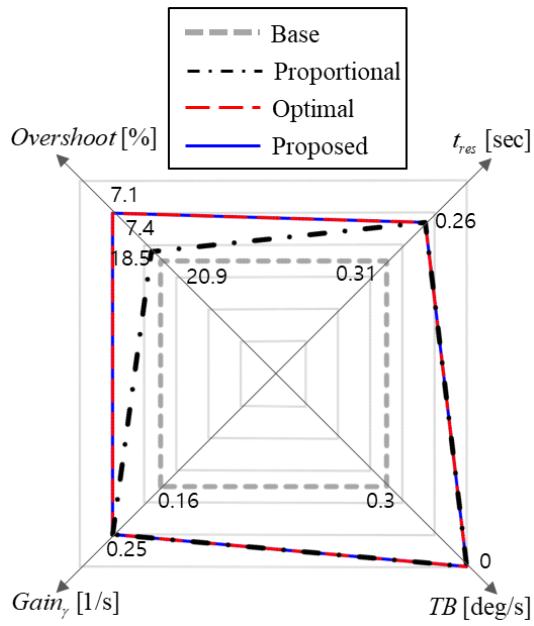 Base
Proportional
Optimal
Proposed
Overshoot [%]
t_res [sec]
7.1
7.4
0.26
18.5
20.9
0.31
0.16
0.3
0.25
0
Gain_γ [1/s]
TB [deg/s]